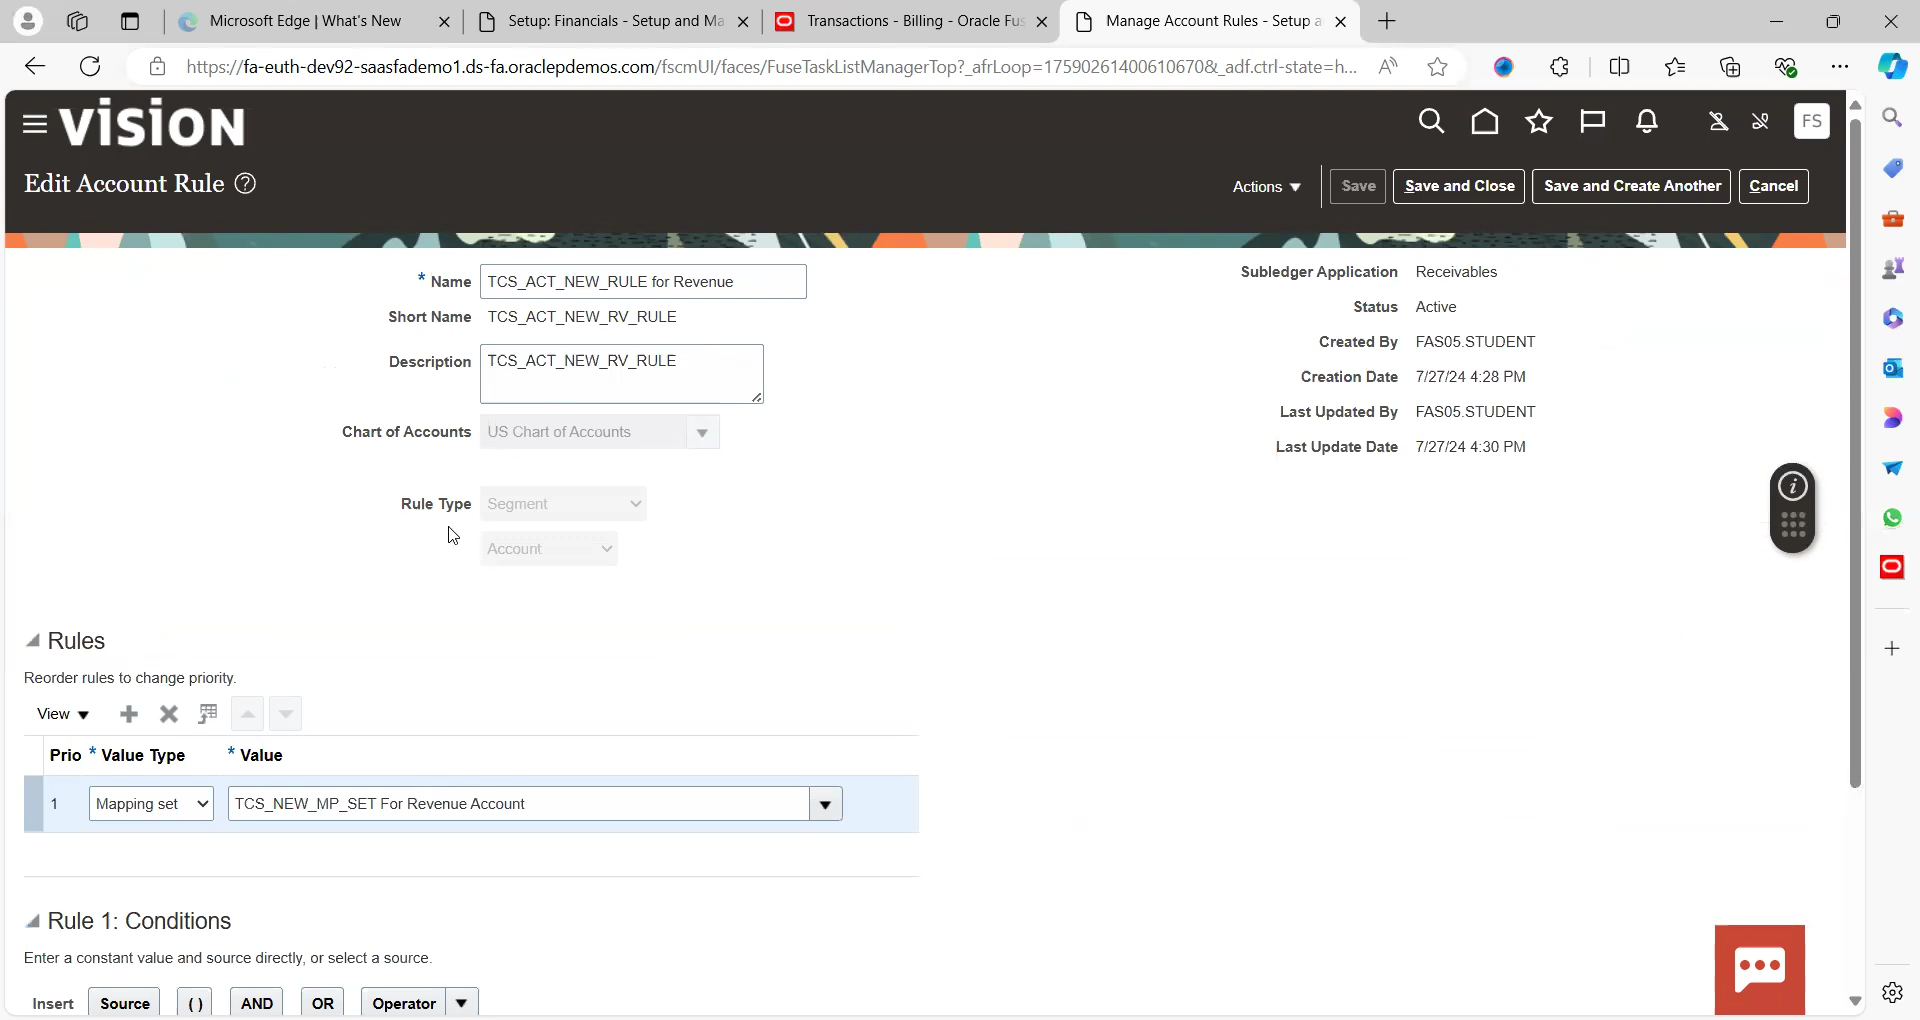 Microsoft Edge | What's New
Setup: Financials - Setup and Ma
Transactions - Billing - Oracle Fus
Manage Account Rules - Setup a
https://fa-euth-dev92-saasfademo1.ds-fa.oraclepdemos.com/fscmUI/faces/FuseTaskListManagerTop?_afrLoop=17590261400610670&_adf.ctrl-state=h...
VISION
FS
Edit Account Rule
Actions
Save
Save and Close
Save and Create Another
Cancel
* Name TCS_ACT_NEW_RULE for Revenue
Short Name TCS_ACT_NEW_RV_RULE
Description TCS_ACT_NEW_RV_RULE
Chart of Accounts US Chart of Accounts
Rule Type Segment
Account
Subledger Application Receivables
Status Active
Created By FAS05.STUDENT
Creation Date 7/27/24 4:28 PM
Last Updated By FAS05.STUDENT
Last Update Date 7/27/24 4:30 PM
Rules
Reorder rules to change priority.
View
Prio * Value Type * Value
1 Mapping set TCS_NEW_MP_SET For Revenue Account
Rule 1: Conditions
Enter a constant value and source directly, or select a source.
Insert Source ( ) AND OR Operator